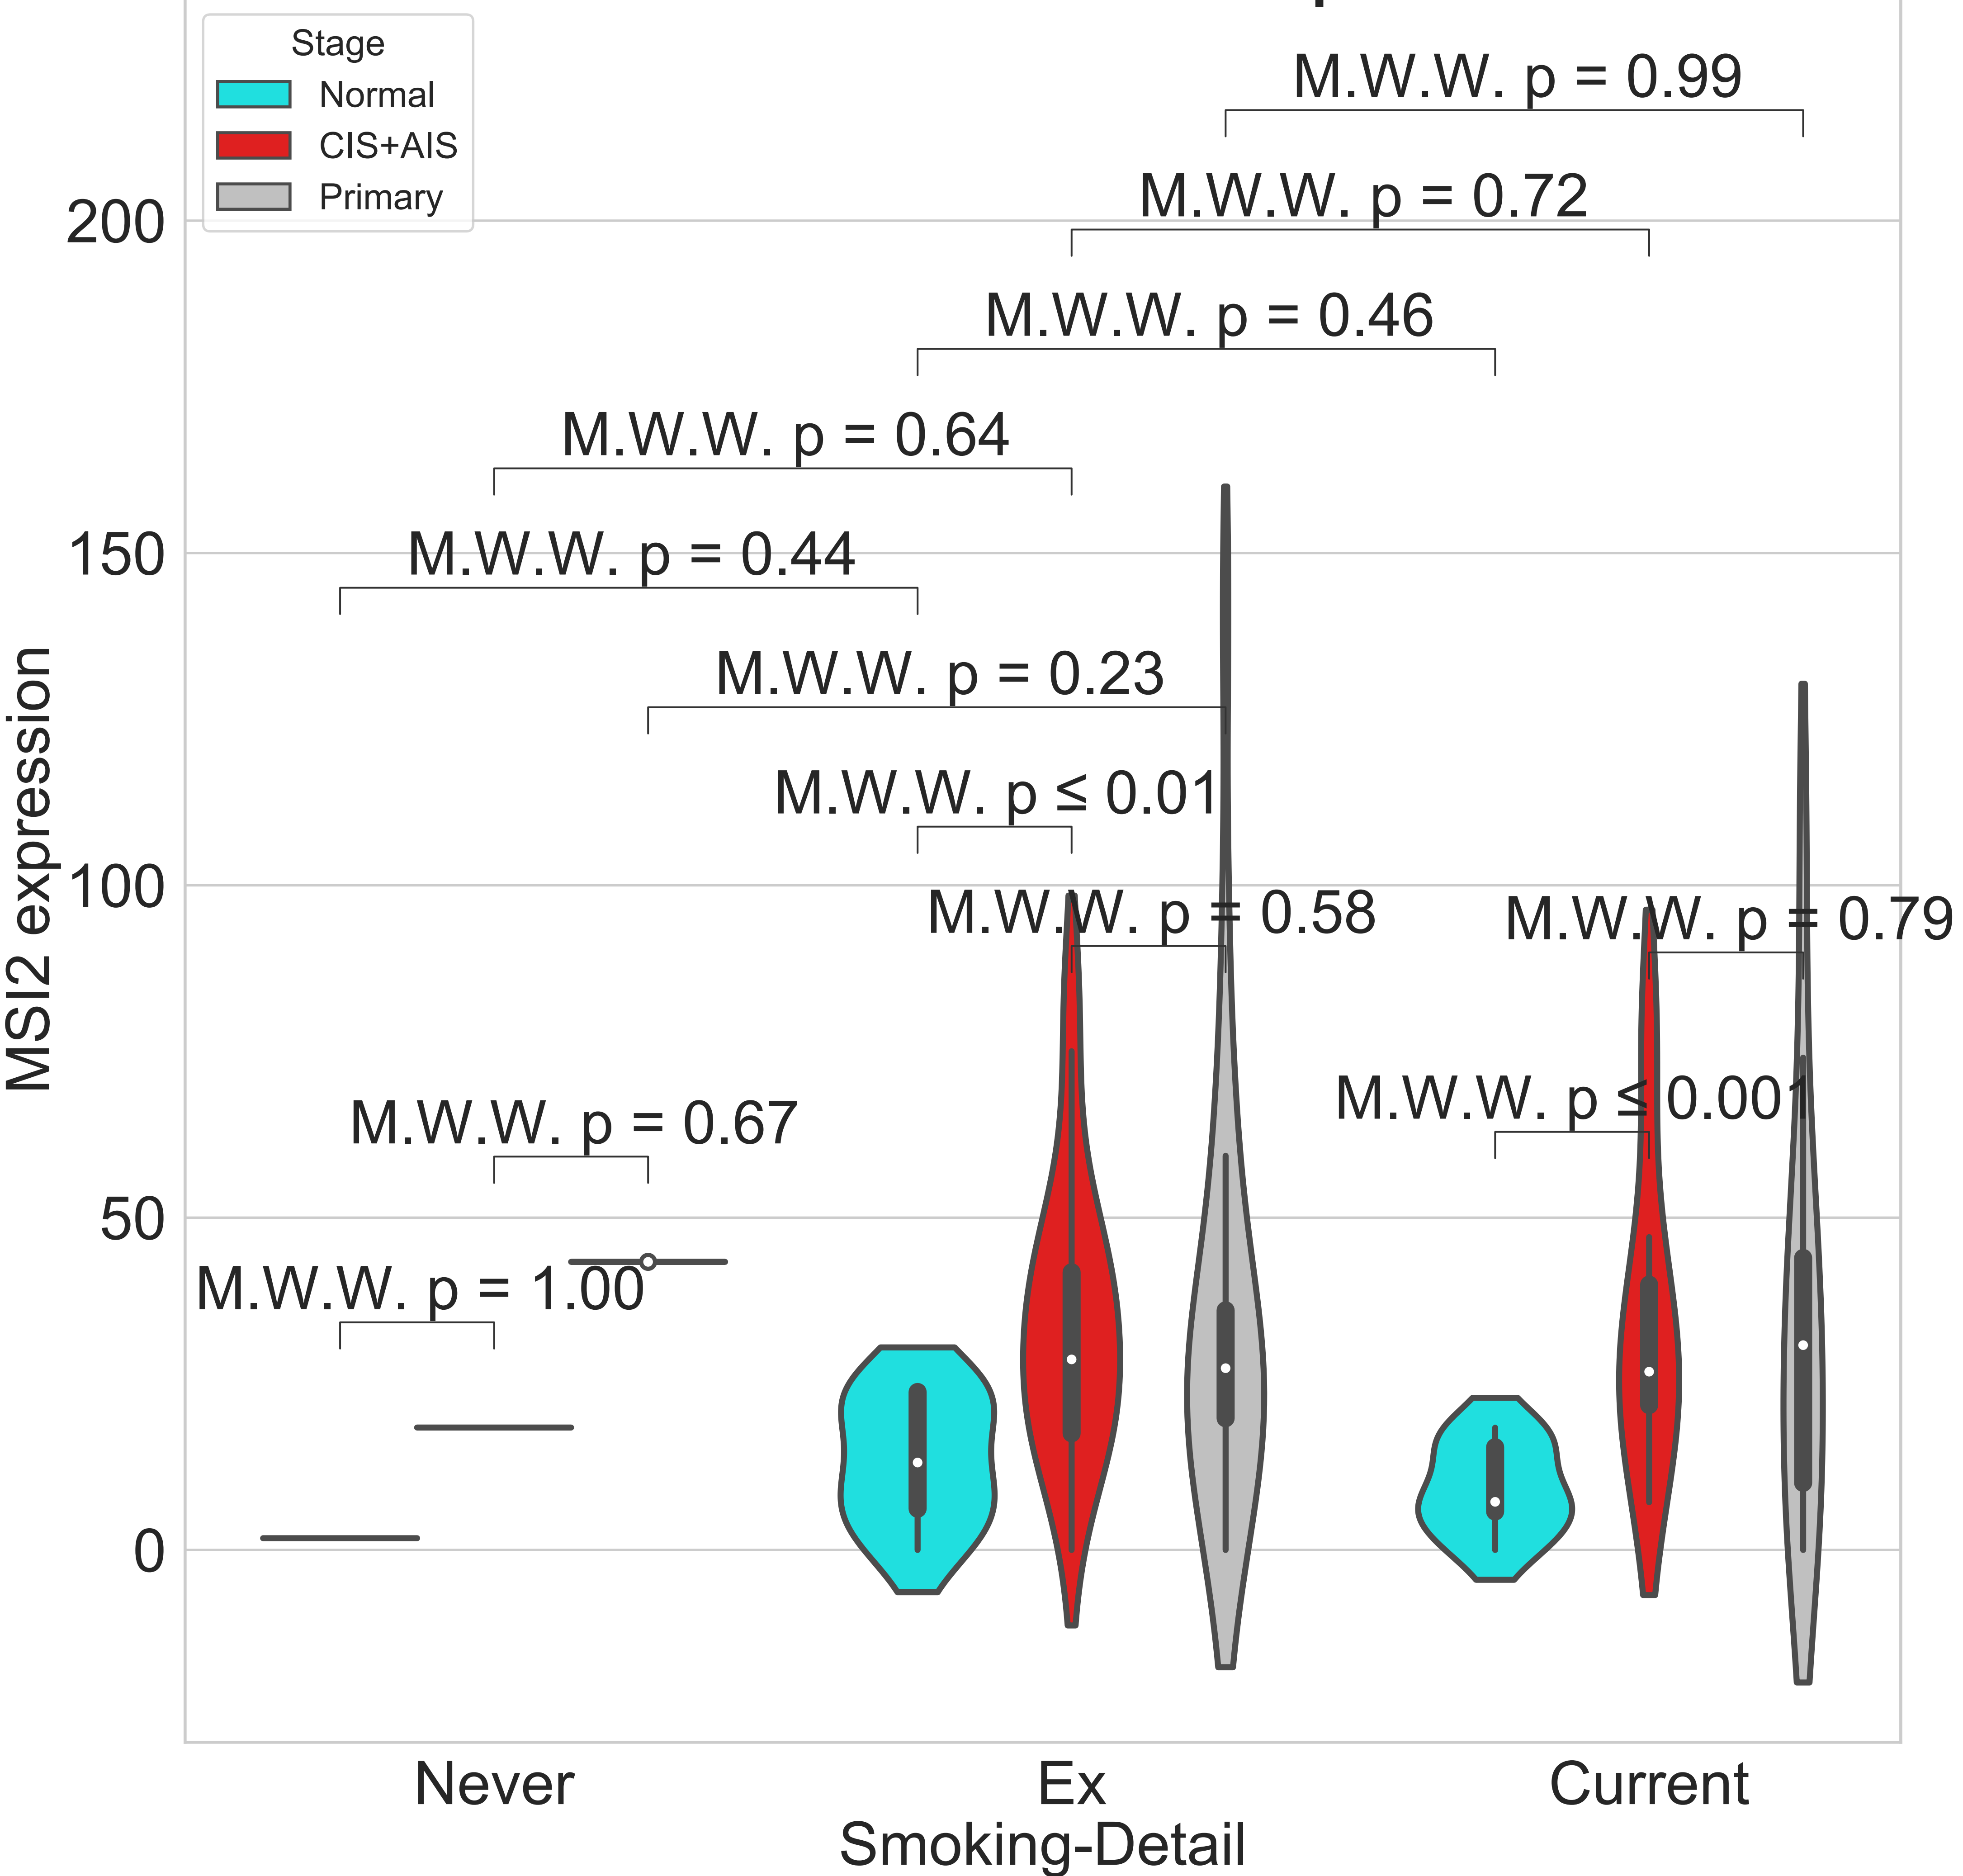 Stage
Normal
CIS+AIS
Primary
M.W.W. p = 0.99
M.W.W. p = 0.72
M.W.W. p = 0.46
M.W.W. p = 0.64
M.W.W. p = 0.44
M.W.W. p = 0.23
M.W.W. p ≤ 0.01
M.W.W. p = 0.58
M.W.W. p = 0.79
M.W.W. p ≤ 0.001
M.W.W. p = 0.67
M.W.W. p = 1.00
200
150
100
50
0
MSI2 expression
Never
Ex
Current
Smoking-Detail